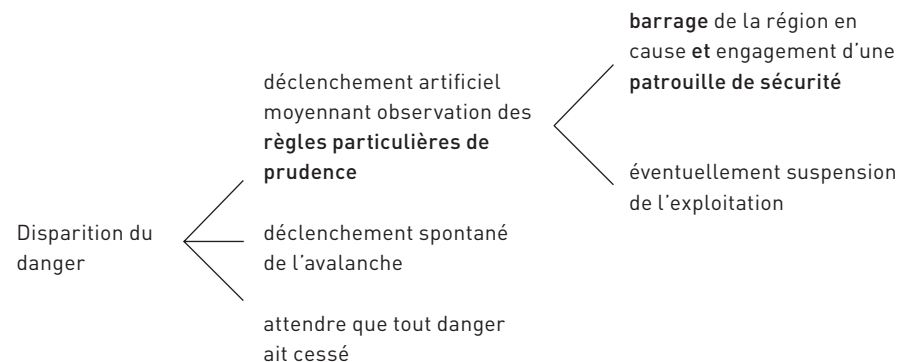 Disparition du
danger
déclenchement artificiel
moyennant observation des
règles particulières de
prudence
barrage de la région en
cause et engagement d’une
patrouille de sécurité
éventuellement suspension
de l’exploitation
déclenchement spontané
de l’avalanche
attendre que tout danger
ait cessé